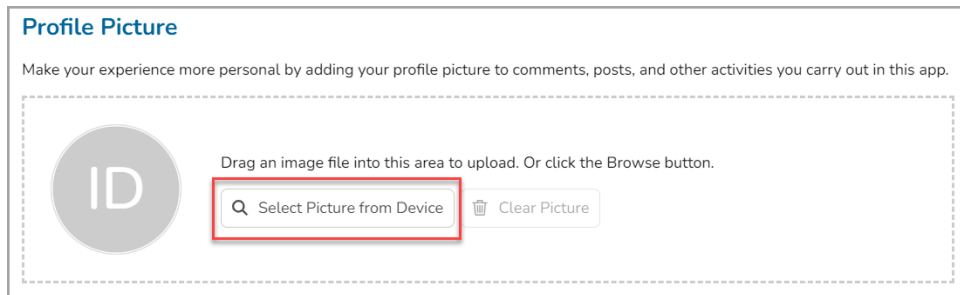 Profile Picture
Make your experience more personal by adding your profile picture to comments, posts, and other activities you carry out in this app.
ID
Drag an image file into this area to upload. Or click the Browse button.
Select Picture from Device
Clear Picture